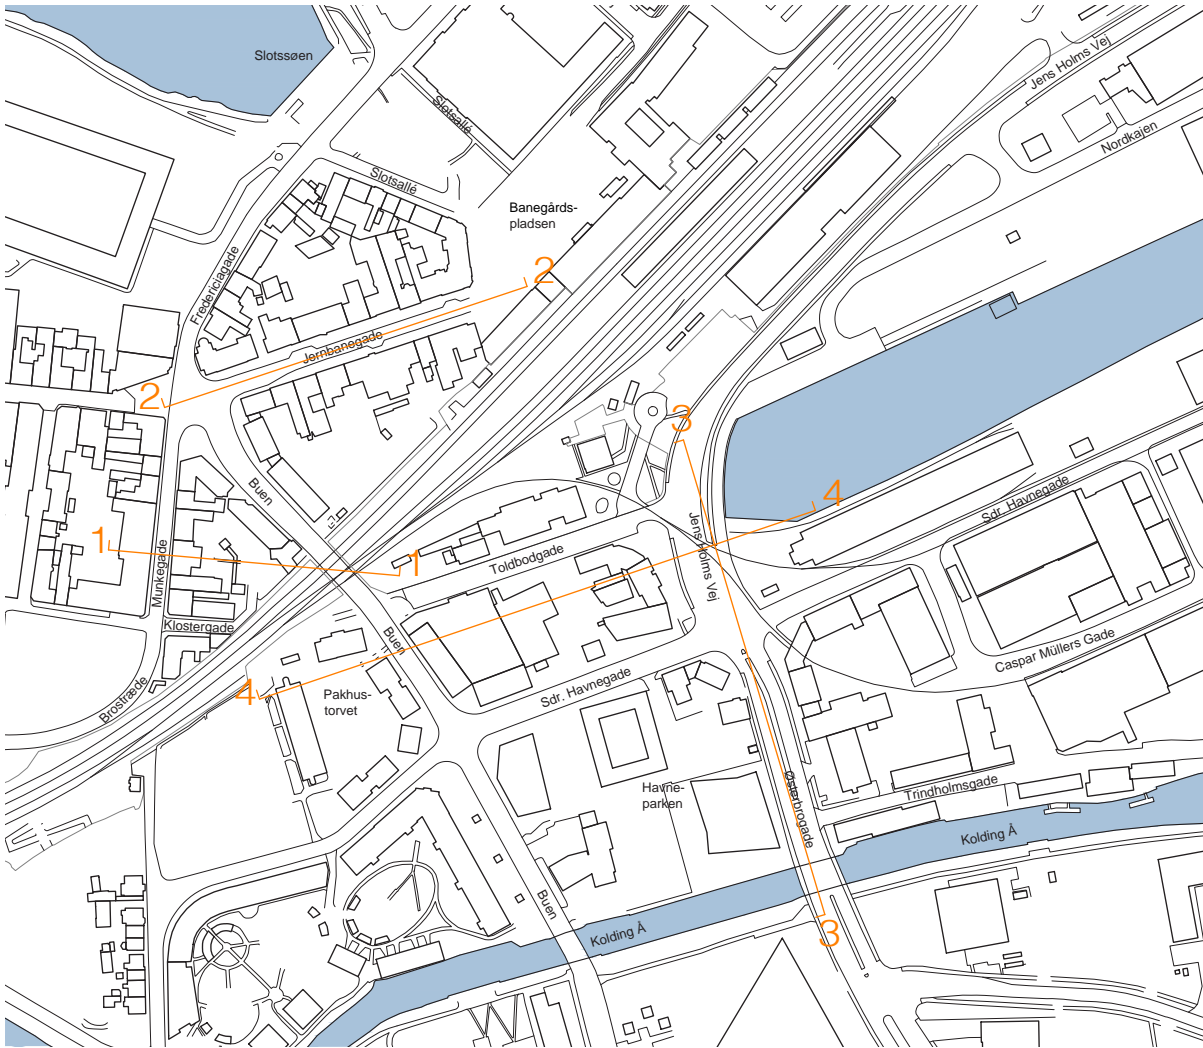 Slotssøen
Jens Holms Vej
Slotsallé
Nordkajen
Slotsallé
Banegårds-
pladsen
Fredericiagade
2
Jernbanegade
2
3
Buen
4
Sdr. Havnegade
1
1
Munkegade
Toldbodgade
Jens Holms Vej
Klostergade
Buen
Caspar Müllers Gade
Brostræde
4
Pakhus-
torvet
Sdr. Havnegade
Havne-
parken
Østerbrogade
Trindholmsgade
Kolding Å
Buen
Kolding Å
3